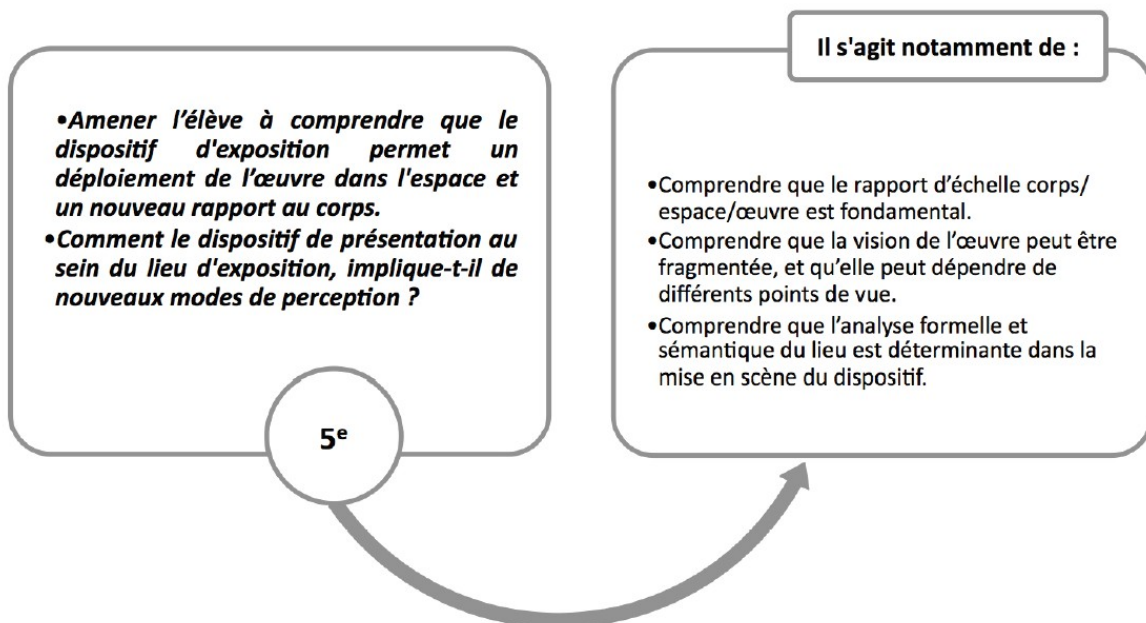 •Amener l’élève à comprendre que le
dispositif d'exposition permet un
déploiement de l’œuvre dans l'espace et
un nouveau rapport au corps.
•Comment le dispositif de présentation au
sein du lieu d'exposition, implique-t-il de
nouveaux modes de perception ?
5e
Il s'agit notamment de :
•Comprendre que le rapport d’échelle corps/
espace/œuvre est fondamental.
•Comprendre que la vision de l’œuvre peut être
fragmentée, et qu’elle peut dépendre de
différents points de vue.
•Comprendre que l’analyse formelle et
sémantique du lieu est déterminante dans la
mise en scène du dispositif.